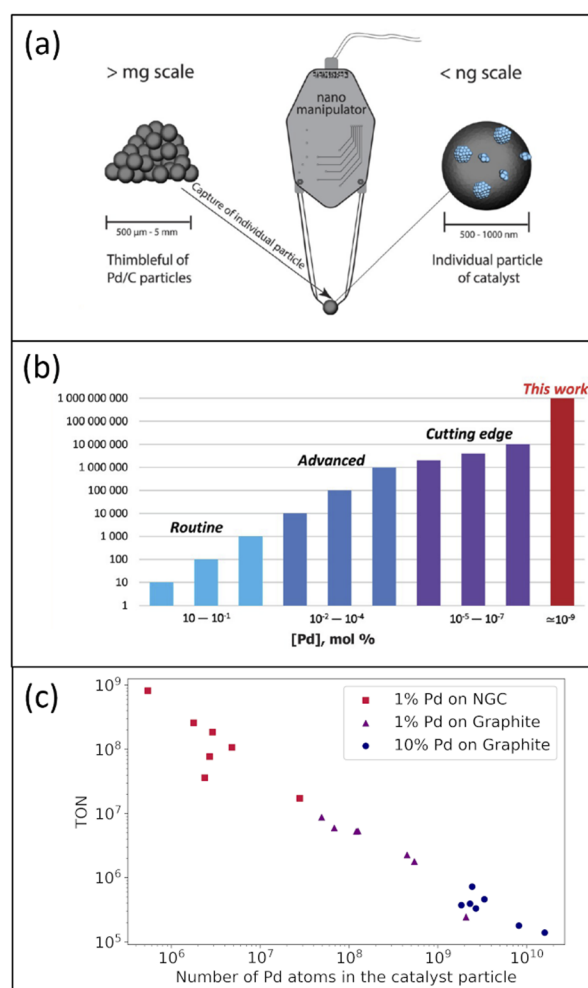 (a)
> mg scale
< ng scale
nano
manipulator
Capture of individual particle
500 μm - 5 mm
500 - 1000 nm
Thimbleful of
Pd/C particles
Individual particle
of catalyst
(b)
This work
1 000 000 000
10 000 000
1 000 000
100 000
10 000
1 000
100
10
1
Cutting edge
Advanced
Routine
10 — 10⁻¹
10⁻² — 10⁻⁴
10⁻⁵ — 10⁻⁷
≃10⁻⁹
[Pd], mol %
(c)
10⁹
10⁸
10⁷
10⁶
10⁵
TON
1% Pd on NGC
1% Pd on Graphite
10% Pd on Graphite
10⁶
10⁷
10⁸
10⁹
10¹⁰
Number of Pd atoms in the catalyst particle